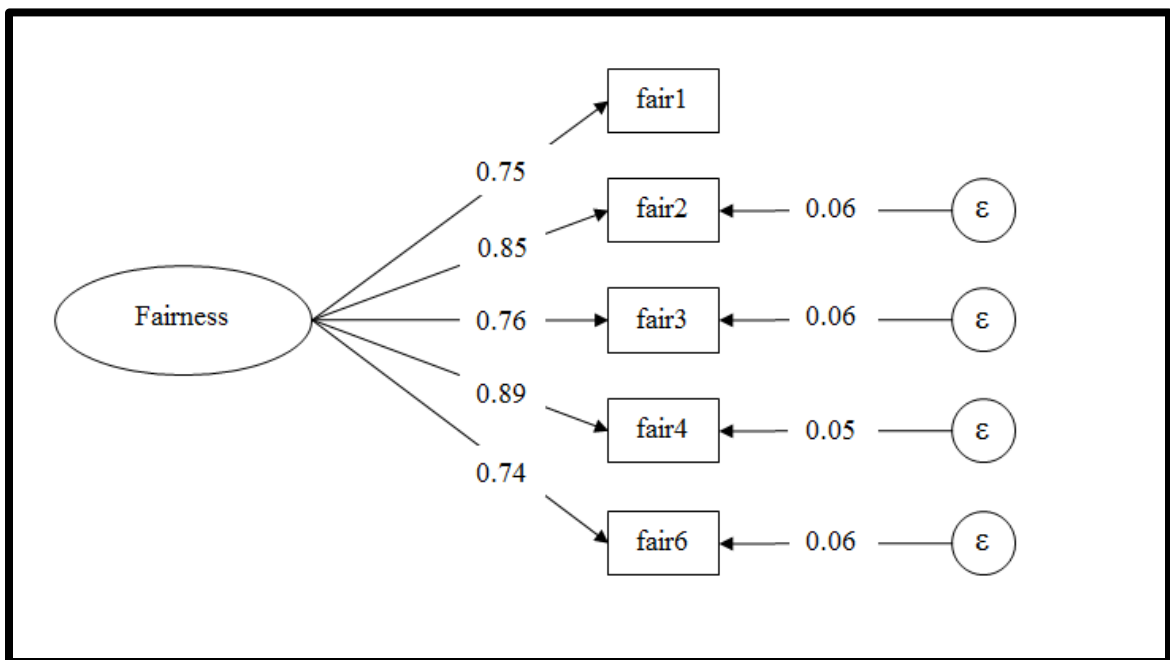 fair1
0.75
fair2
0.06
ε
0.85
Fairness
0.76
fair3
0.06
ε
0.89
fair4
0.05
ε
0.74
fair6
0.06
ε